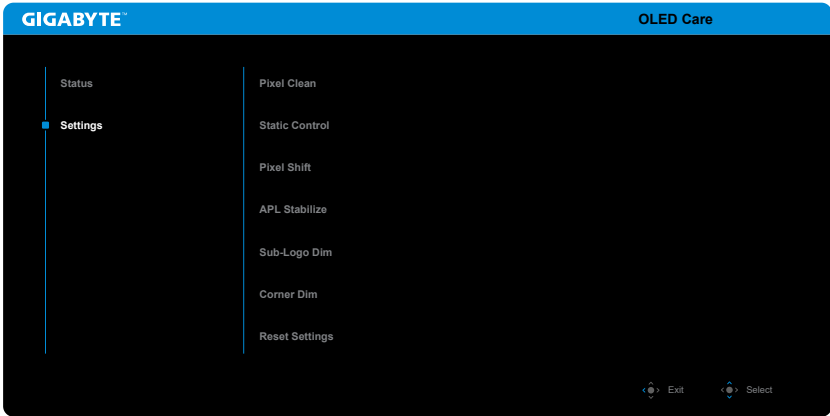 GIGABYTE™
OLED Care
Status
Settings
Pixel Clean
Static Control
Pixel Shift
APL Stabilize
Sub-Logo Dim
Corner Dim
Reset Settings
Exit
Select